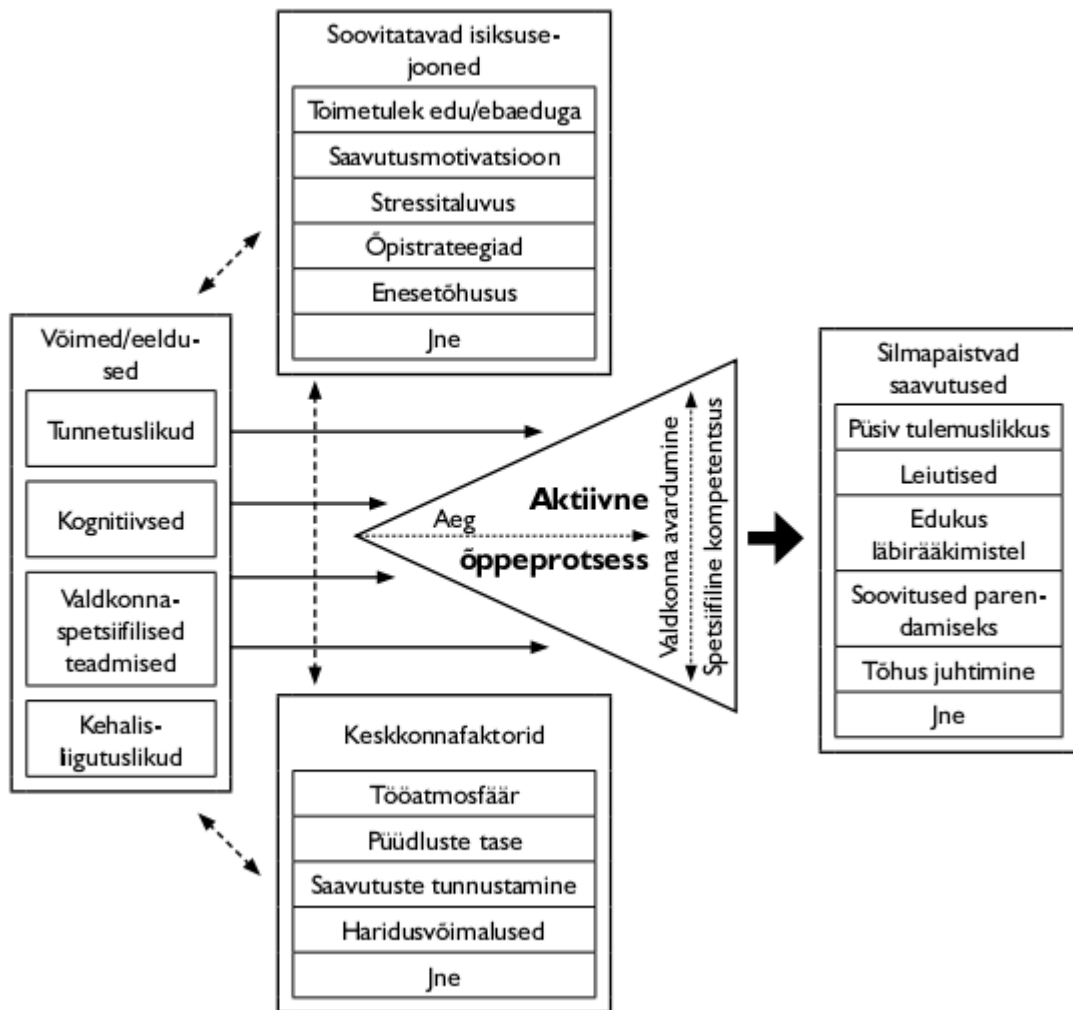 Soovitatavad isiksuse-
jooned
Toimetulek edu/ebaeduga
Saavutusmotivatsioon
Stressitaluvus
Õpistrateegiad
Enesetõhusus
Jne
Võimed/eeldu-
sed
Tunnetuslikud
Kognitiivsed
Valdkonna-
spetsiifilised
teadmised
Kehalis-
liigutuslikud
Aeg
Aktiivne
õppeprotsess
Valdkonna avardumine
Spetsiifiline kompetentsus
Silmapaistvad
saavutused
Püsiv tulemuslikkus
Leiutised
Edukus
läbirääkimistel
Soovitused paren-
damiseks
Tõhus juhtimine
Jne
Keskkonnafaktorid
Tööatmosfäär
Püüdluste tase
Saavutuste tunnustamine
Haridusvõimalused
Jne